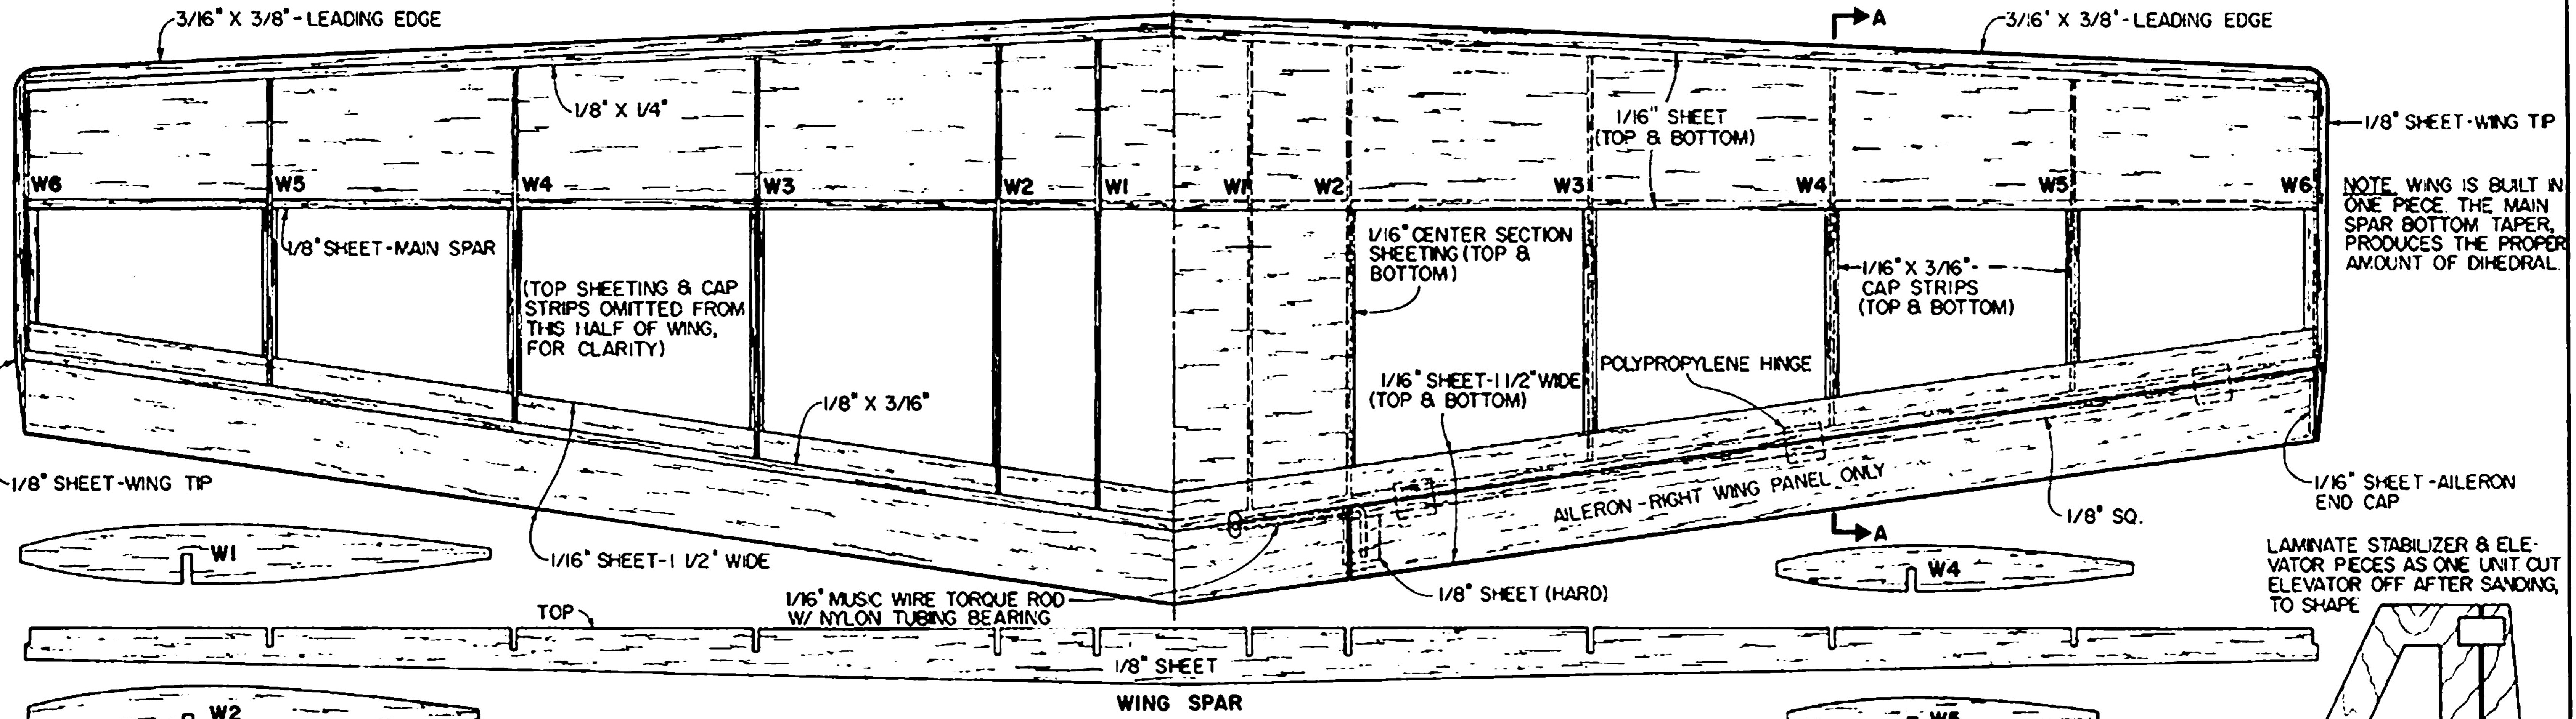 3/16" X 3/8" - LEADING EDGE
A
3/16" X 3/8" - LEADING EDGE
1/8" X 1/4"
1/16" SHEET
(TOP & BOTTOM)
1/8" SHEET-WING TIP
W6
W5
W4
W3
W2
W1
W1
W2
W3
W4
W5
W6
NOTE WING IS BUILT IN
ONE PIECE. THE MAIN
SPAR BOTTOM TAPER,
PRODUCES THE PROPER
AMOUNT OF DIHEDRAL.
1/8" SHEET-MAIN SPAR
(TOP SHEETING & CAP
STRIPS OMITTED FROM
THIS HALF OF WING,
FOR CLARITY)
1/16" CENTER SECTION
SHEETING (TOP &
BOTTOM)
1/16" X 3/16"-
CAP STRIPS
(TOP & BOTTOM)
POLYPROPYLENE HINGE
1/16" SHEET-1 1/2" WIDE
(TOP & BOTTOM)
1/8" X 3/16"
1/8" SHEET-WING TIP
AILERON-RIGHT WING PANEL ONLY
1/8" SQ.
1/16" SHEET-AILERON
END CAP
A
W1
1/16" SHEET-1 1/2" WIDE
1/16" MUSIC WIRE TORQUE ROD
W/ NYLON TUBING BEARING
1/8" SHEET (HARD)
W4
LAMINATE STABILIZER & ELE-
VATOR PIECES AS ONE UNIT CUT
ELEVATOR OFF AFTER SANDING,
TO SHAPE
TOP
1/8" SHEET
WING SPAR
W2
W5